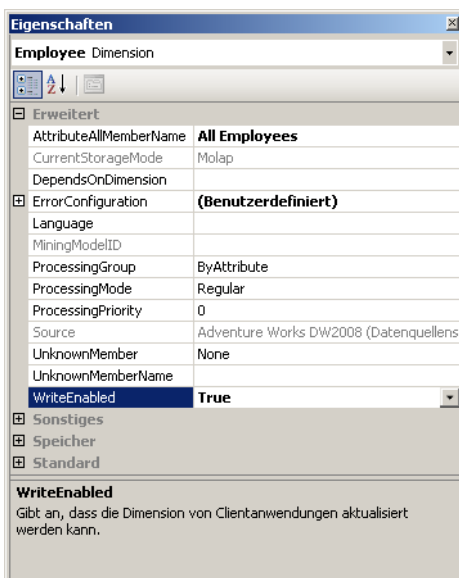 Eigenschaften
Employee Dimension
Erweitert
AttributeAllMemberName All Employees
CurrentStorageMode Molap
DependsOnDimension
ErrorConfiguration (Benutzerdefiniert)
Language
MiningModelID
ProcessingGroup ByAttribute
ProcessingMode Regular
ProcessingPriority 0
Source Adventure Works DW2008 (Datenquellens
UnknownMember None
UnknownMemberName
WriteEnabled True
Sonstiges
Speicher
Standard
WriteEnabled
Gibt an, dass die Dimension von Clientanwendungen aktualisiert
werden kann.